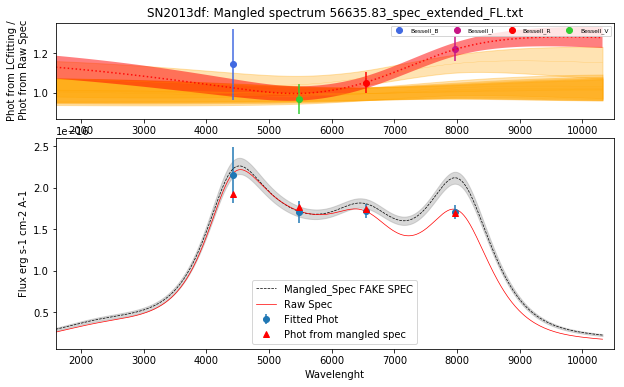 SN2013df: Mangled spectrum 56635.83_spec_extended_FL.txt
Phot from LCfitting /
Phot from Raw Spec
Bessell_B Bessell_I Bessell_R Bessell_V
1.2
1.0
2000 3000 4000 5000 6000 7000 8000 9000 10000
1e−16
Flux erg s-1 cm-2 A-1
2.5
2.0
1.5
1.0
0.5
Mangled_Spec FAKE SPEC
Raw Spec
Fitted Phot
Phot from mangled spec
2000 3000 4000 5000 6000 7000 8000 9000 10000
Wavelenght